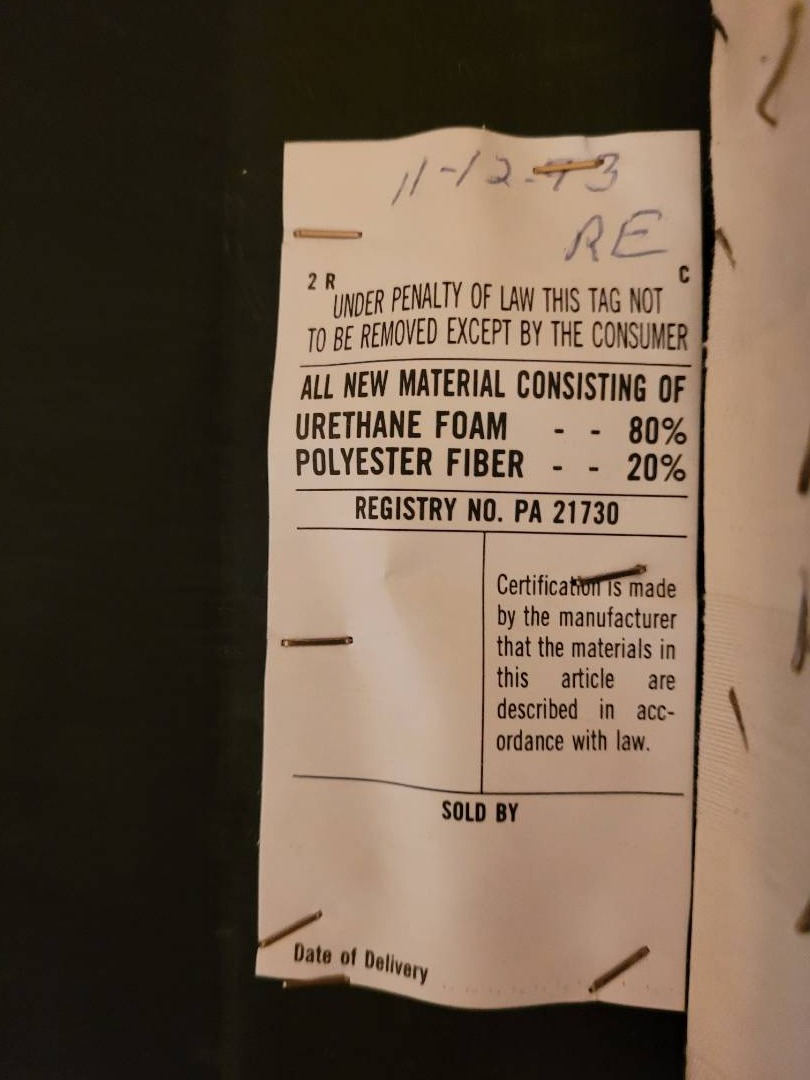 11-12-93
RE
2 R
C
UNDER PENALTY OF LAW THIS TAG NOT
TO BE REMOVED EXCEPT BY THE CONSUMER
ALL NEW MATERIAL CONSISTING OF
URETHANE FOAM - - 80%
POLYESTER FIBER - - 20%
REGISTRY NO. PA 21730
Certification is made
by the manufacturer
that the materials in
this article are
described in acc-
ordance with law.
SOLD BY
Date of Delivery